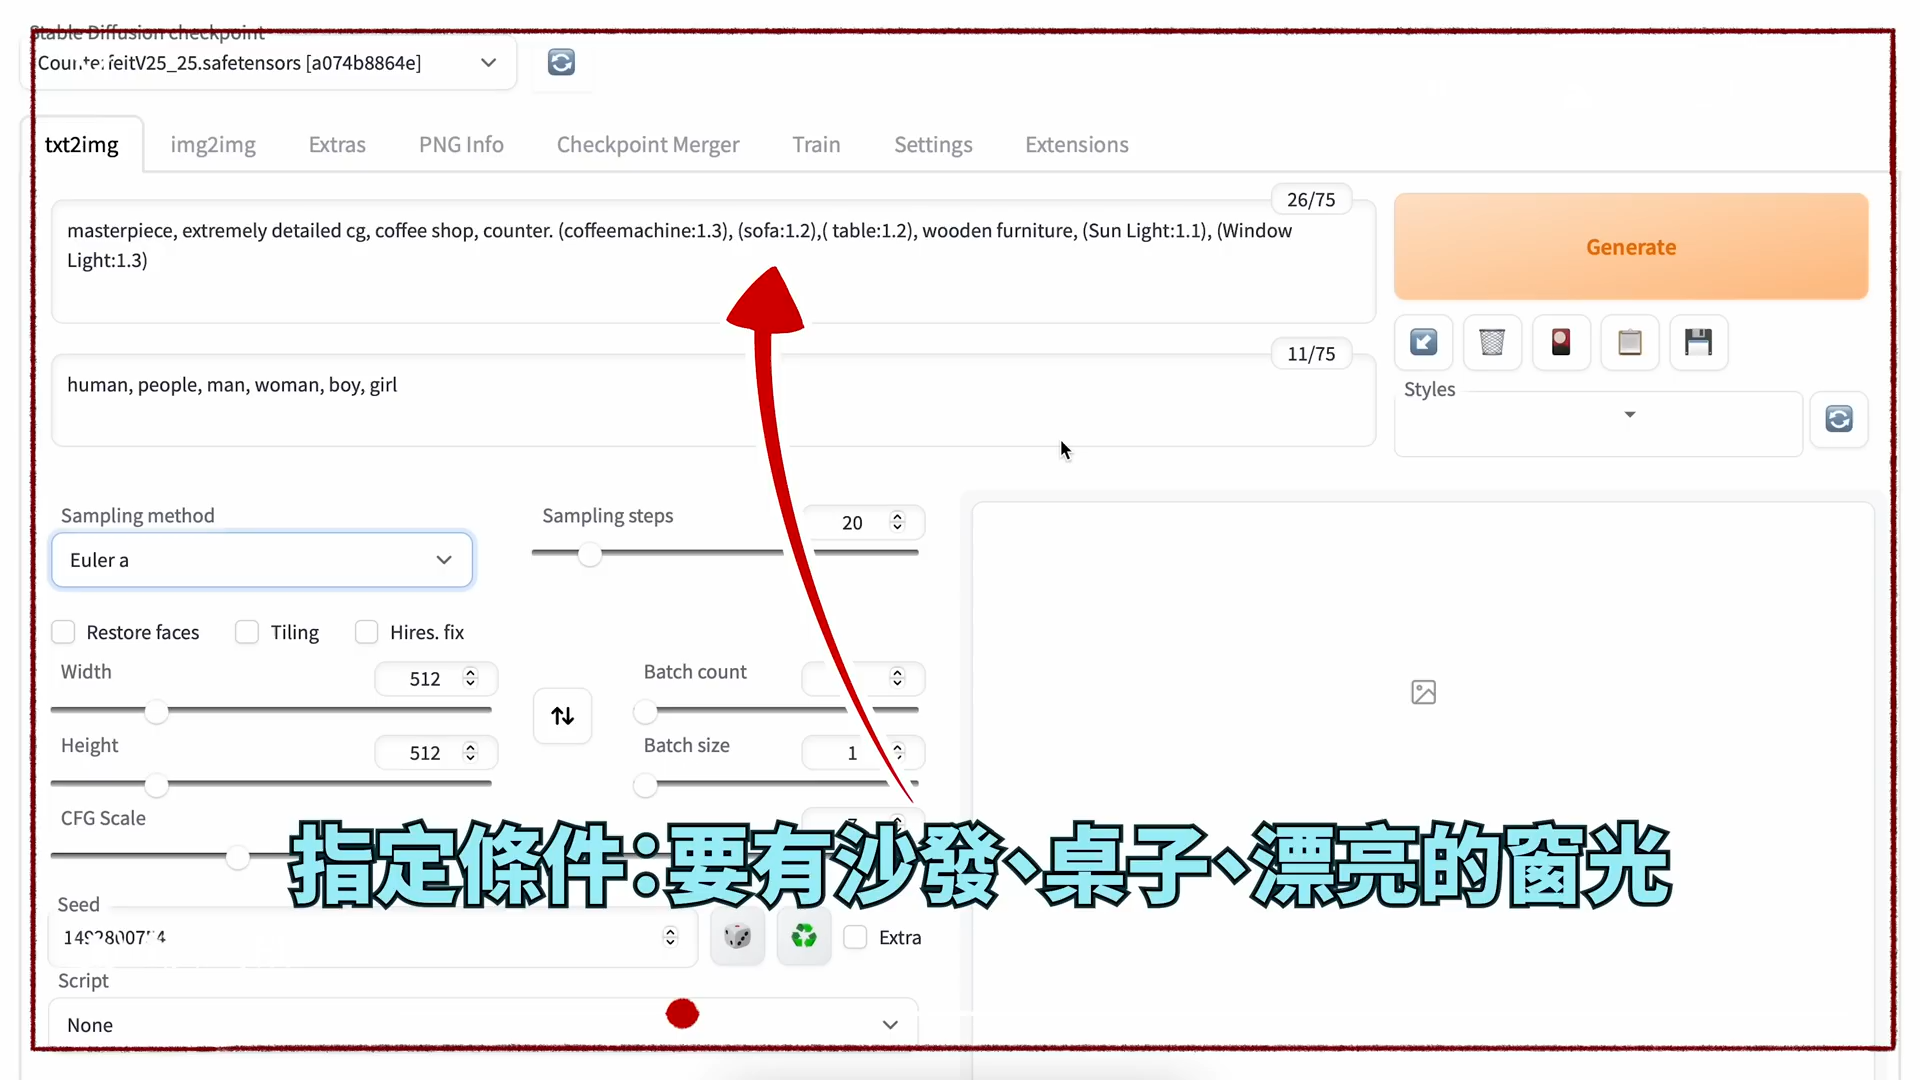 Stable Diffusion checkpoint
CounterfeitV25_25.safetensors [a074b8864e]
txt2img
img2img
Extras
PNG Info
Checkpoint Merger
Train
Settings
Extensions
26/75
masterpiece, extremely detailed cg, coffee shop, counter. (coffeemachine:1.3), (sofa:1.2),( table:1.2), wooden furniture, (Sun Light:1.1), (Window
Light:1.3)
Generate
11/75
human, people, man, woman, boy, girl
Styles
Sampling method
Euler a
Sampling steps
20
Restore faces
Tiling
Hires. fix
Width
512
Batch count
Height
512
Batch size
1
CFG Scale
指定條件:要有沙發、桌子、漂亮的窗光
Seed
Extra
Script
None